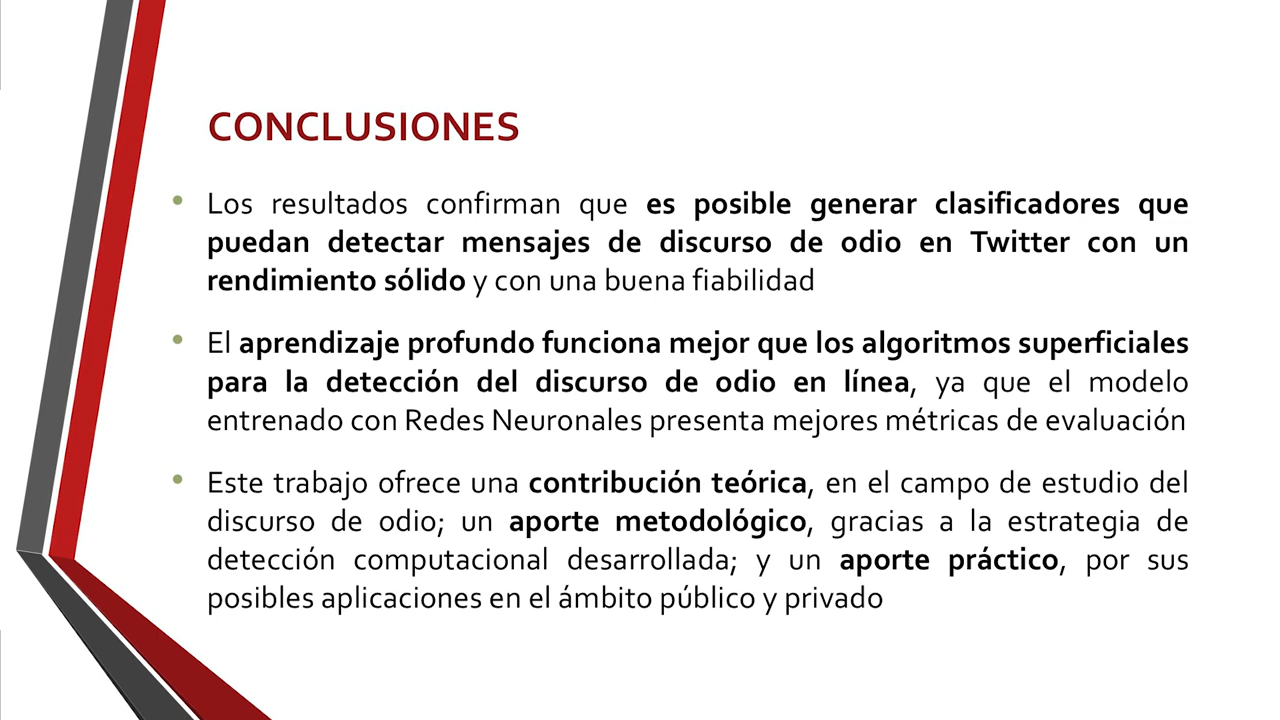 CONCLUSIONES
• Los resultados confirman que es posible generar clasificadores que
puedan detectar mensajes de discurso de odio en Twitter con un
rendimiento sólido y con una buena fiabilidad
• El aprendizaje profundo funciona mejor que los algoritmos superficiales
para la detección del discurso de odio en línea, ya que el modelo
entrenado con Redes Neuronales presenta mejores métricas de evaluación
• Este trabajo ofrece una contribución teórica, en el campo de estudio del
discurso de odio; un aporte metodológico, gracias a la estrategia de
detección computacional desarrollada; y un aporte práctico, por sus
posibles aplicaciones en el ámbito público y privado